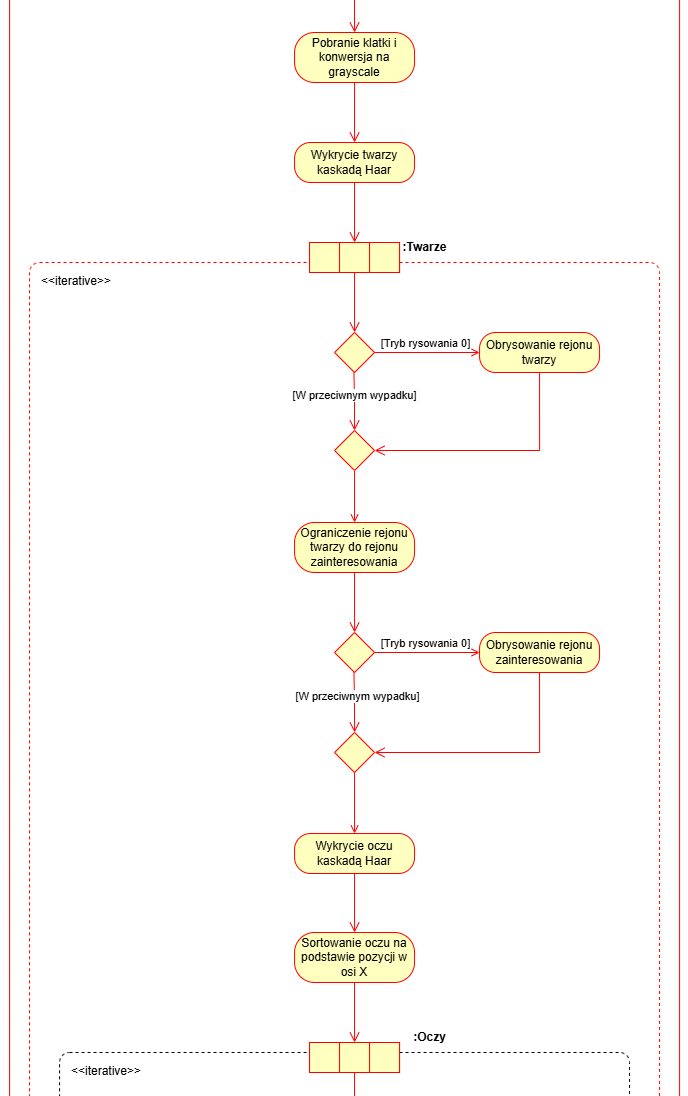 Pobranie klatki i
konwersja na
grayscale
Wykrycie twarzy
kaskadą Haar
:Twarze
<<iterative>>
[Tryb rysowania 0]
Obrysowanie rejonu
twarzy
[W przeciwnym wypadku]
Ograniczenie rejonu
twarzy do rejonu
zainteresowania
[Tryb rysowania 0]
Obrysowanie rejonu
zainteresowania
[W przeciwnym wypadku]
Wykrycie oczu
kaskadą Haar
Sortowanie oczu na
podstawie pozycji w
osi X
:Oczy
<<iterative>>